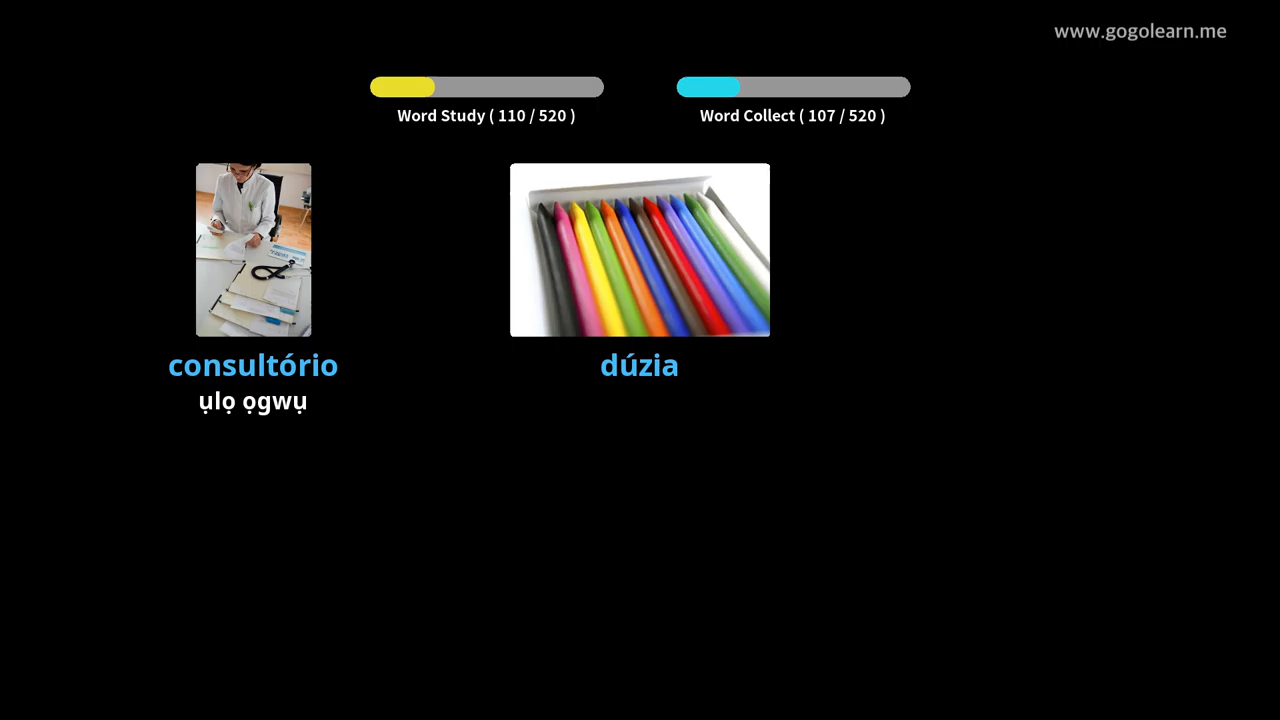 www.gogolearn.me
Word Study ( 110 / 520 )
Word Collect ( 107 / 520 )
consultório
ụlọ ọgwụ
dúzia